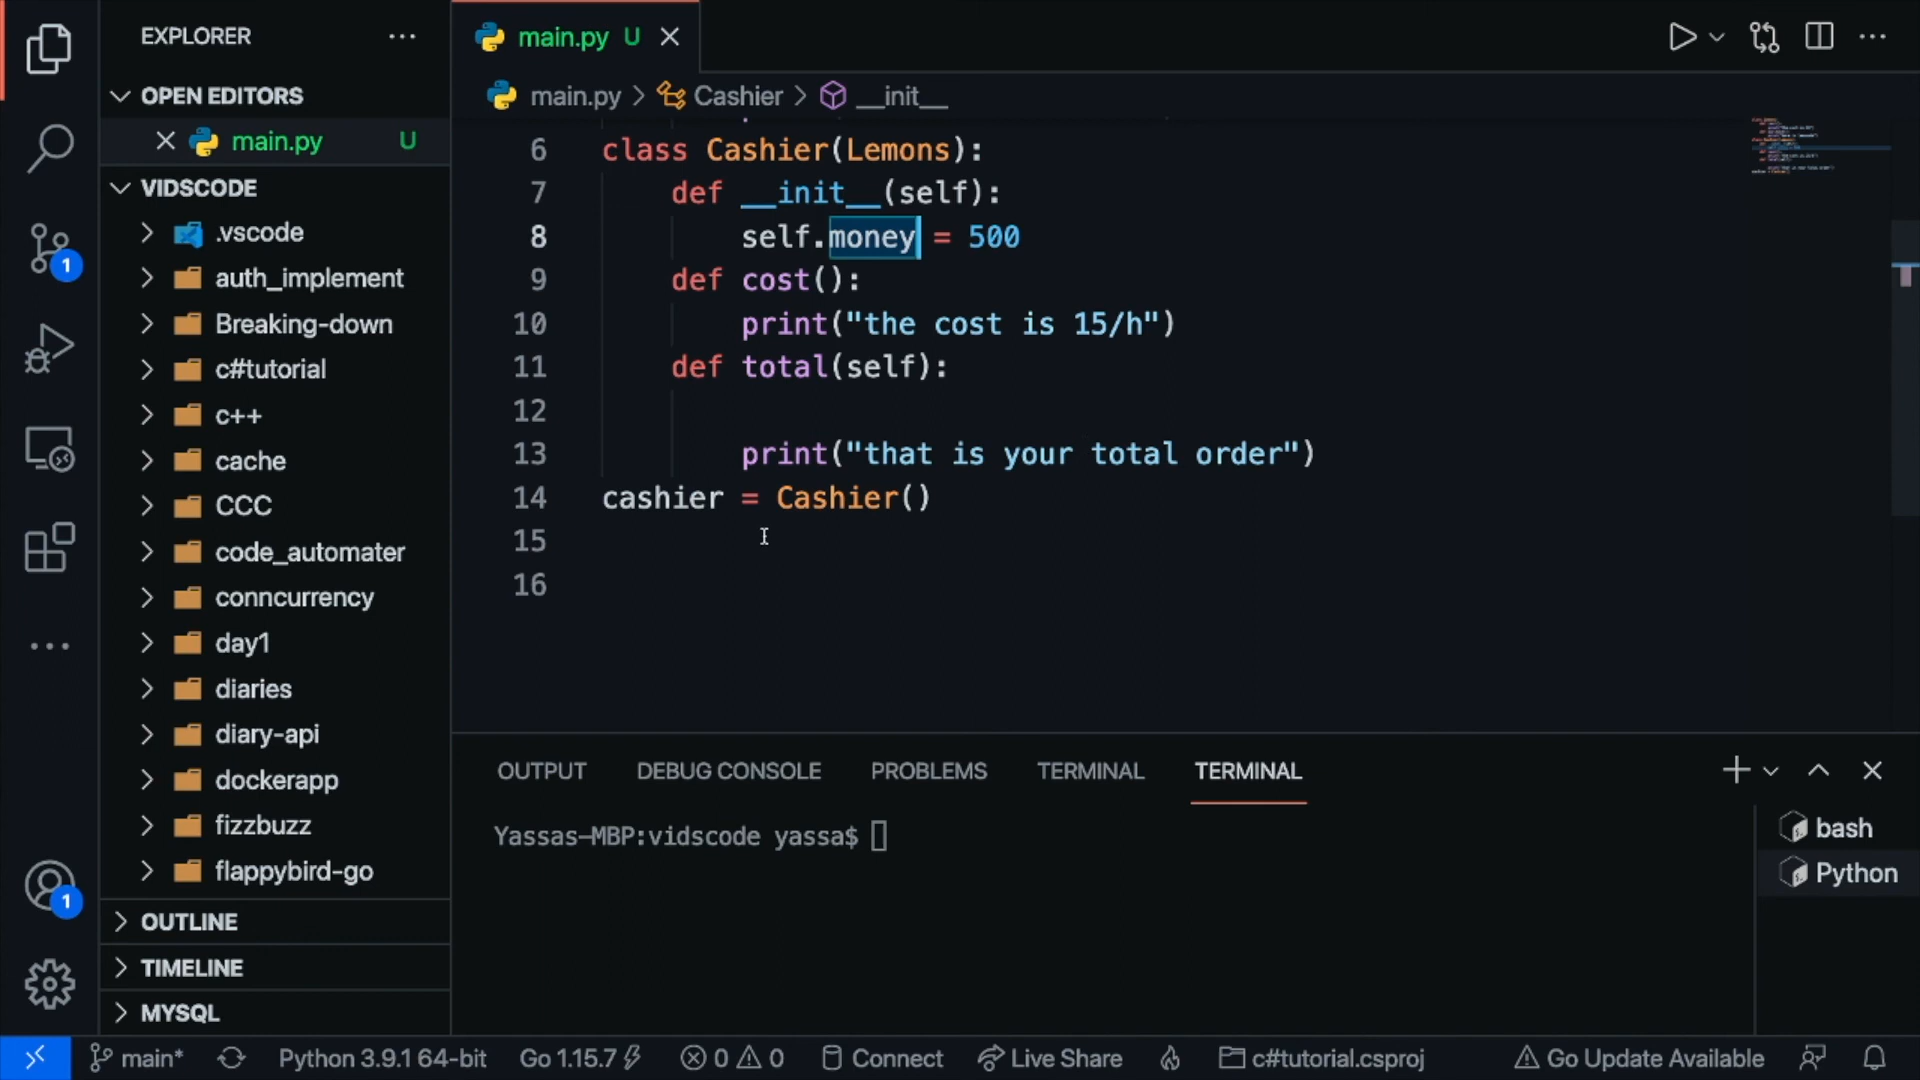 EXPLORER
OPEN EDITORS
main.py U
VIDSCODE
.vscode
auth_implement
Breaking-down
c#tutorial
c++
cache
CCC
code_automater
conncurrency
day1
diaries
diary-api
dockerapp
fizzbuzz
flappybird-go
OUTLINE
TIMELINE
MYSQL
1
1
main.py U
main.py > Cashier > __init__
6 class Cashier(Lemons):
7 def __init__(self):
8 self.money = 500
9 def cost():
10 print("the cost is 15/h")
11 def total(self):
12
13 print("that is your total order")
14 cashier = Cashier()
15
16
OUTPUT DEBUG CONSOLE PROBLEMS TERMINAL TERMINAL
Yassas-MBP:vidscode yassa$
bash
Python
main* Python 3.9.1 64-bit Go 1.15.7 0 0 Connect Live Share c#tutorial.csproj Go Update Available